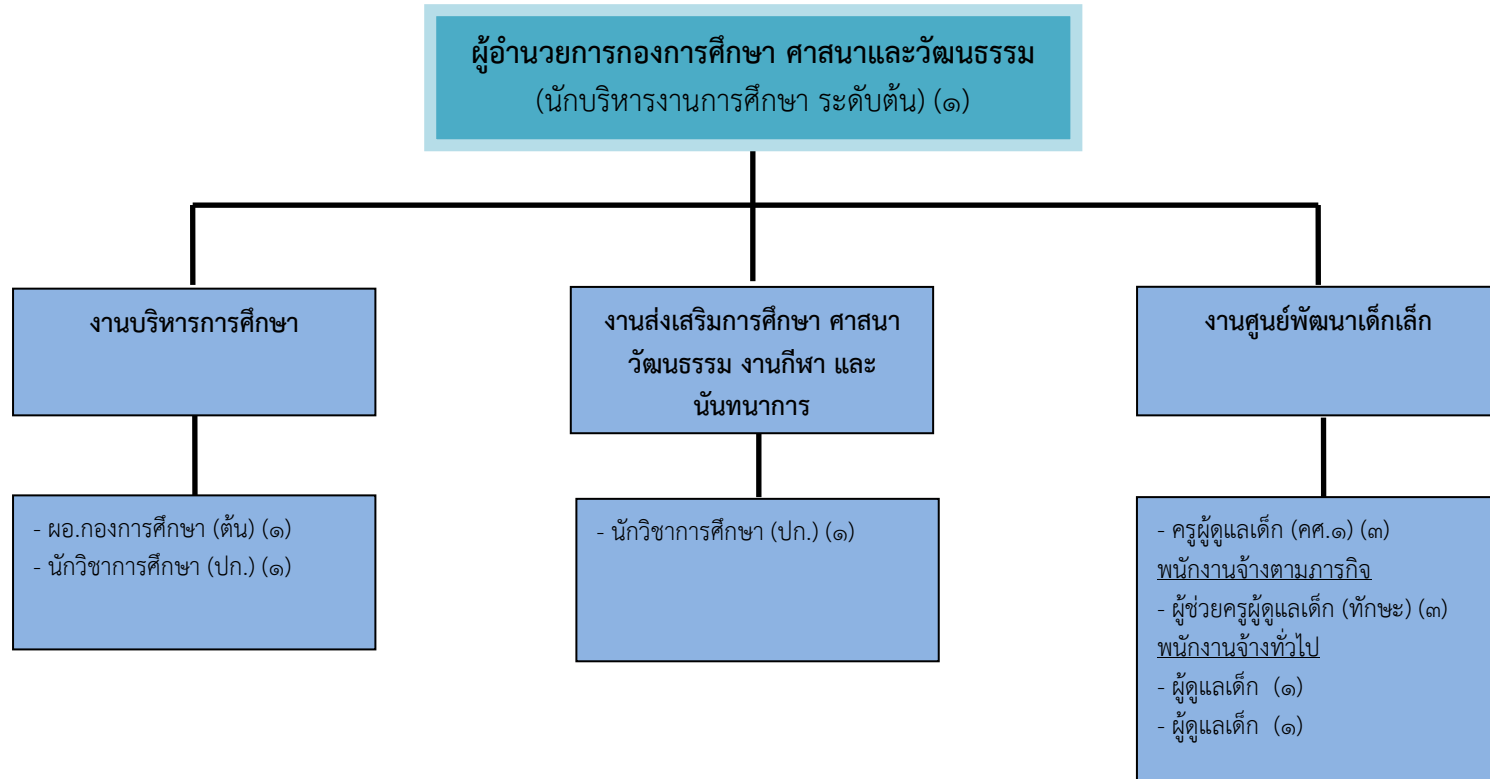 ผู้อำนวยการกองการศึกษา ศาสนาและวัฒนธรรม
(นักบริหารงานการศึกษา ระดับต้น) (๑)
งานบริหารการศึกษา
งานส่งเสริมการศึกษา ศาสนา
วัฒนธรรม งานกีฬา และ
นันทนาการ
งานศูนย์พัฒนาเด็กเล็ก
- ผอ.กองการศึกษา (ต้น) (๑)
- นักวิชาการศึกษา (ปก.) (๑)
- นักวิชาการศึกษา (ปก.) (๑)
- ครูผู้ดูแลเด็ก (คศ.๑) (๓)
พนักงานจ้างตามภารกิจ
- ผู้ช่วยครูผู้ดูแลเด็ก (ทักษะ) (๓)
พนักงานจ้างทั่วไป
- ผู้ดูแลเด็ก (๑)
- ผู้ดูแลเด็ก (๑)